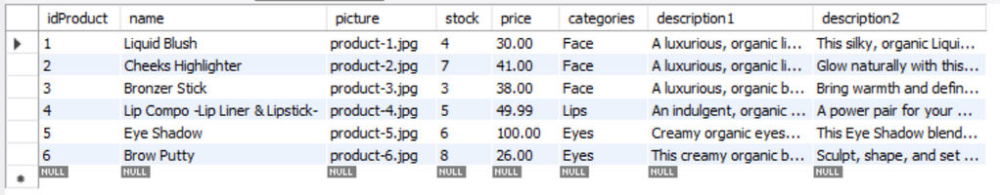 idProduct name picture stock price categories description1 description2
1 Liquid Blush product-1.jpg 4 30.00 Face A luxurious, organic li... This silky, organic Liqui...
2 Cheeks Highlighter product-2.jpg 7 41.00 Face A luxurious, organic li... Glow naturally with this...
3 Bronzer Stick product-3.jpg 3 38.00 Face A luxurious, organic b... Bring warmth and defin...
4 Lip Compo -Lip Liner & Lipstick- product-4.jpg 5 49.99 Lips An indulgent, organic ... A power pair for your ...
5 Eye Shadow product-5.jpg 6 100.00 Eyes Creamy organic eyes... This Eye Shadow blend...
6 Brow Putty product-6.jpg 8 26.00 Eyes This creamy organic b... Sculpt, shape, and set ...
NULL NULL NULL NULL NULL NULL NULL NULL